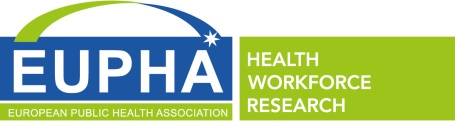 EUPHA
EUROPEAN PUBLIC HEALTH ASSOCIATION
HEALTH
WORKFORCE
RESEARCH